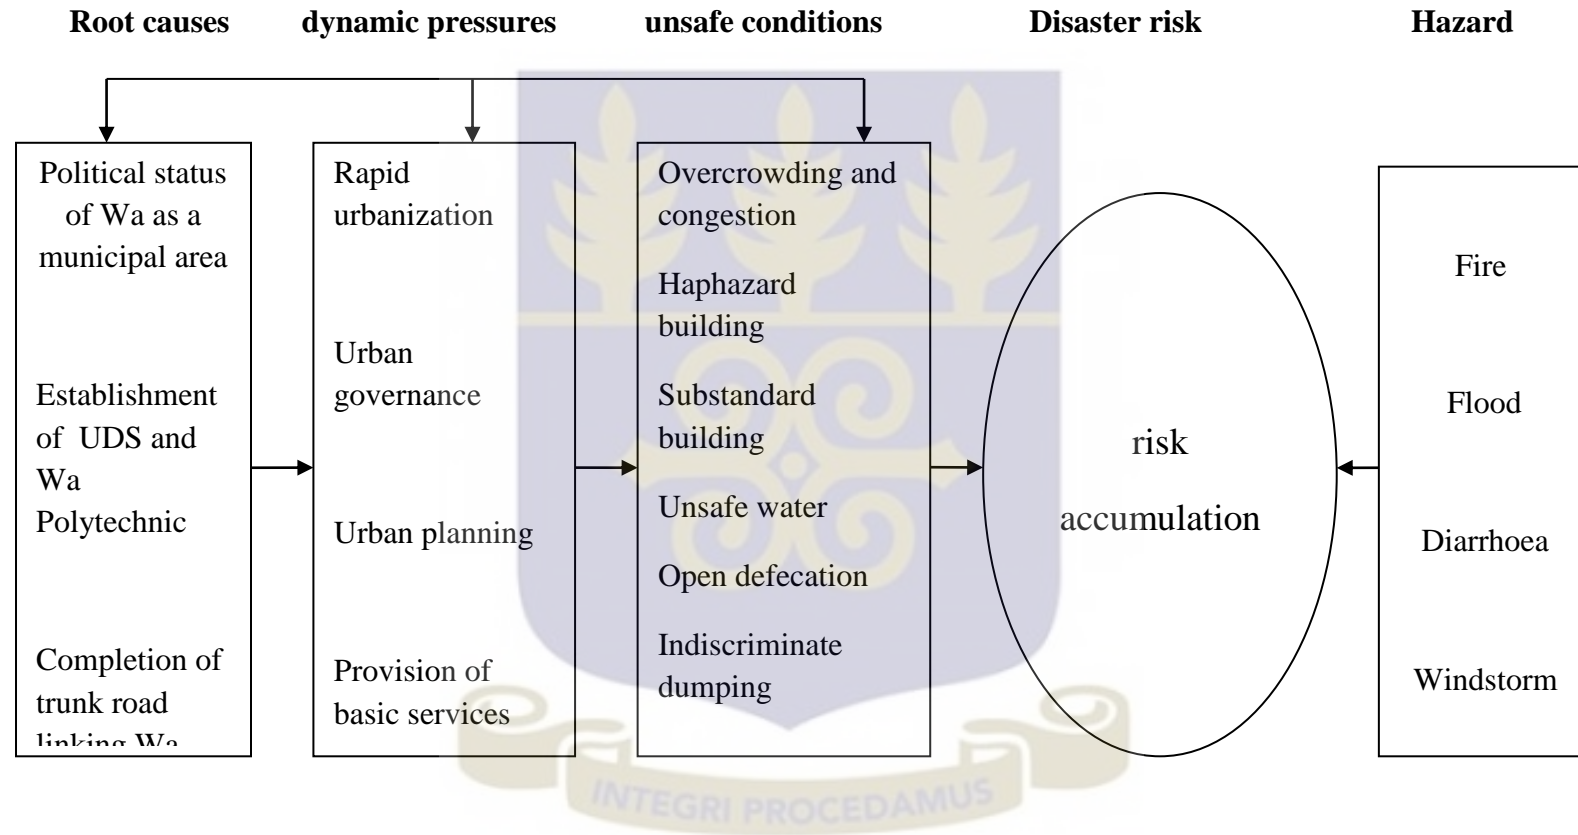 Root causes
dynamic pressures
unsafe conditions
Disaster risk
Hazard
Political status
of Wa as a
municipal area
Establishment
of UDS and
Wa
Polytechnic
Completion of
trunk road
linking Wa
Rapid
urbanization
Urban
governance
Urban planning
Provision of
basic services
Overcrowding and
congestion
Haphazard
building
Substandard
building
Unsafe water
Open defecation
Indiscriminate
dumping
risk
accumulation
Fire
Flood
Diarrhoea
Windstorm
INTEGRI PROCEDAMUS